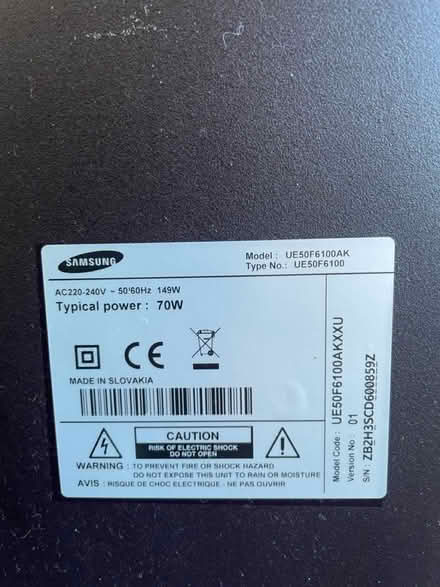 SAMSUNG
Model : UE50F6100AK
Type No.: UE50F6100
AC220-240V ~ 50/60Hz 149W
Typical power : 70W
MADE IN SLOVAKIA
CAUTION
RISK OF ELECTRIC SHOCK
DO NOT OPEN
WARNING : TO PREVENT FIRE OR SHOCK HAZARD
DO NOT EXPOSE THIS UNIT TO RAIN OR MOISTURE
AVIS : RISQUE DE CHOC ELECTRIQUE - NE PAS OUVRIR
Model Code : UE50F6100AKXXU
Version No : 01
S/N : ZB2H3SCD600859Z